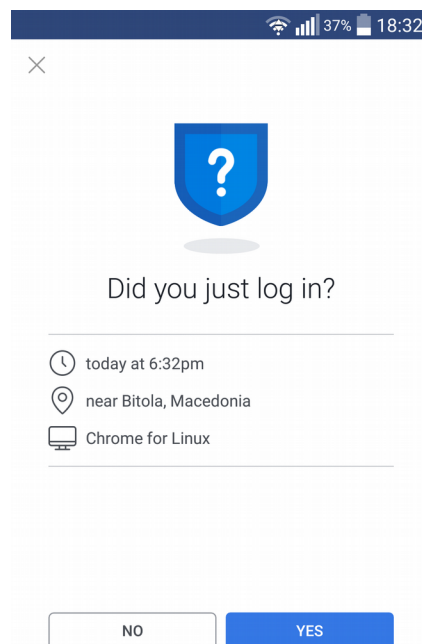 37% 18:32
?
Did you just log in?
today at 6:32pm
near Bitola, Macedonia
Chrome for Linux
NO YES